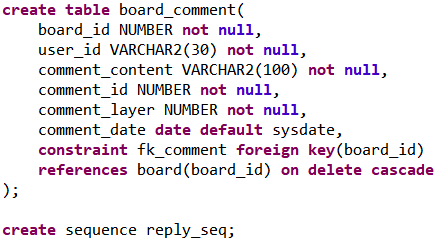 create table board_comment(
    board_id NUMBER not null,
    user_id VARCHAR2(30) not null,
    comment_content VARCHAR2(100) not null,
    comment_id NUMBER not null,
    comment_layer NUMBER not null,
    comment_date date default sysdate,
    constraint fk_comment foreign key(board_id)
    references board(board_id) on delete cascade
);

create sequence reply_seq;